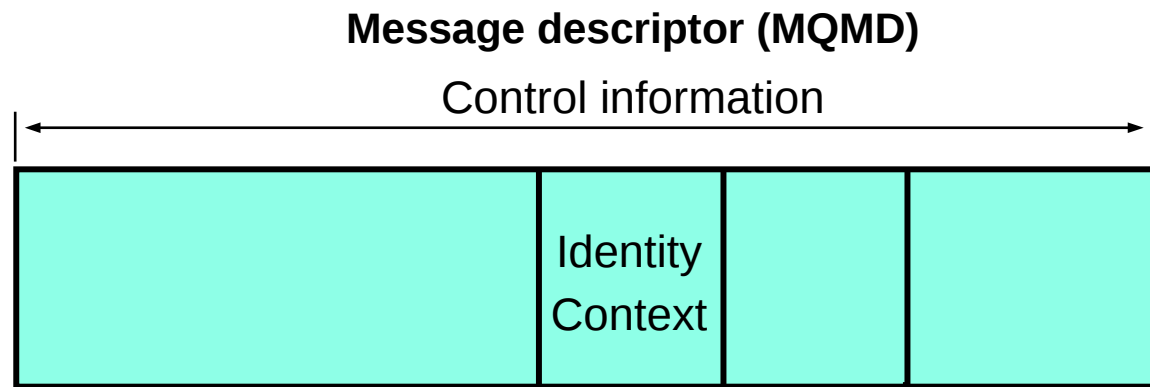 Message descriptor (MQMD)
Control information
Identity
Context